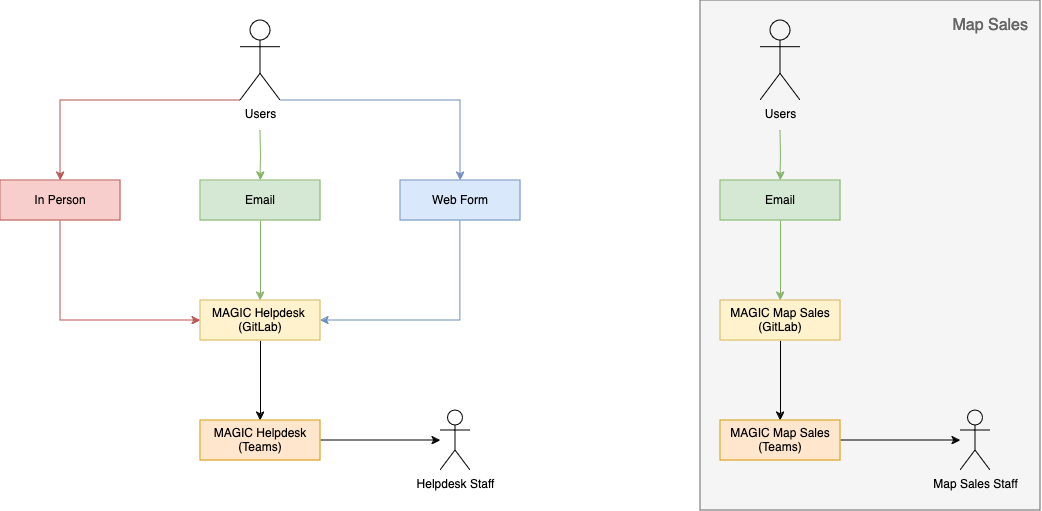 Map Sales
Users
Users
In Person
Email
Web Form
Email
MAGIC Helpdesk
(GitLab)
MAGIC Map Sales
(GitLab)
MAGIC Helpdesk
(Teams)
MAGIC Map Sales
(Teams)
Helpdesk Staff
Map Sales Staff